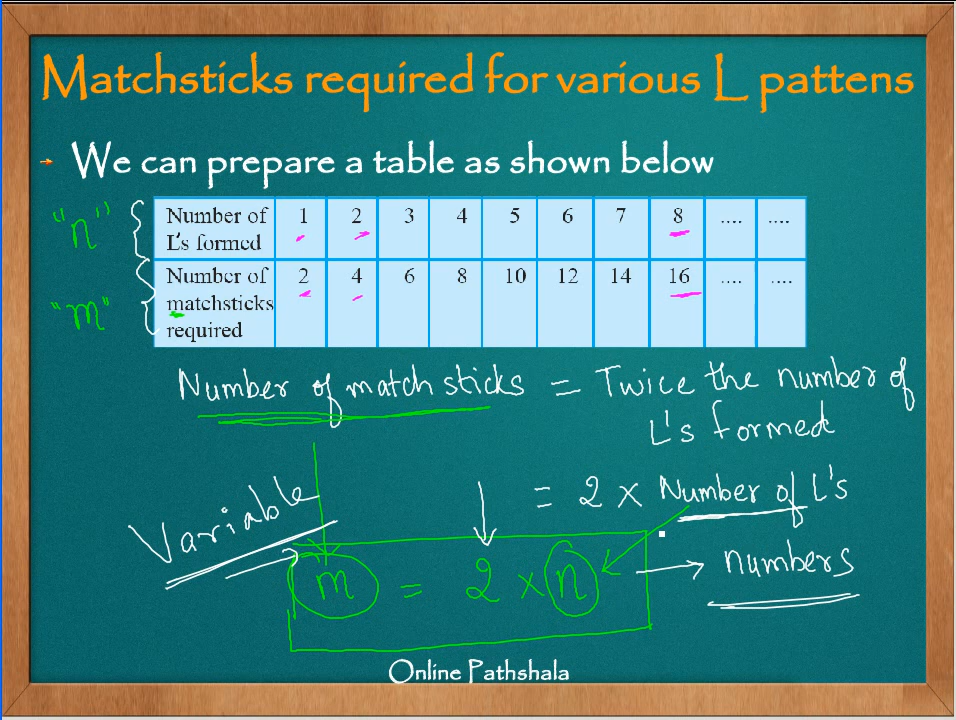 Matchsticks required for various L pattens
We can prepare a table as shown below
"n"
Number of L's formed 1 2 3 4 5 6 7 8 .... ....
"m"
Number of matchsticks required 2 4 6 8 10 12 14 16 .... ....
Number of match sticks = Twice the number of
L's formed
= 2 x Number of L's
Variable
m = 2 x n
numbers
Online Pathshala